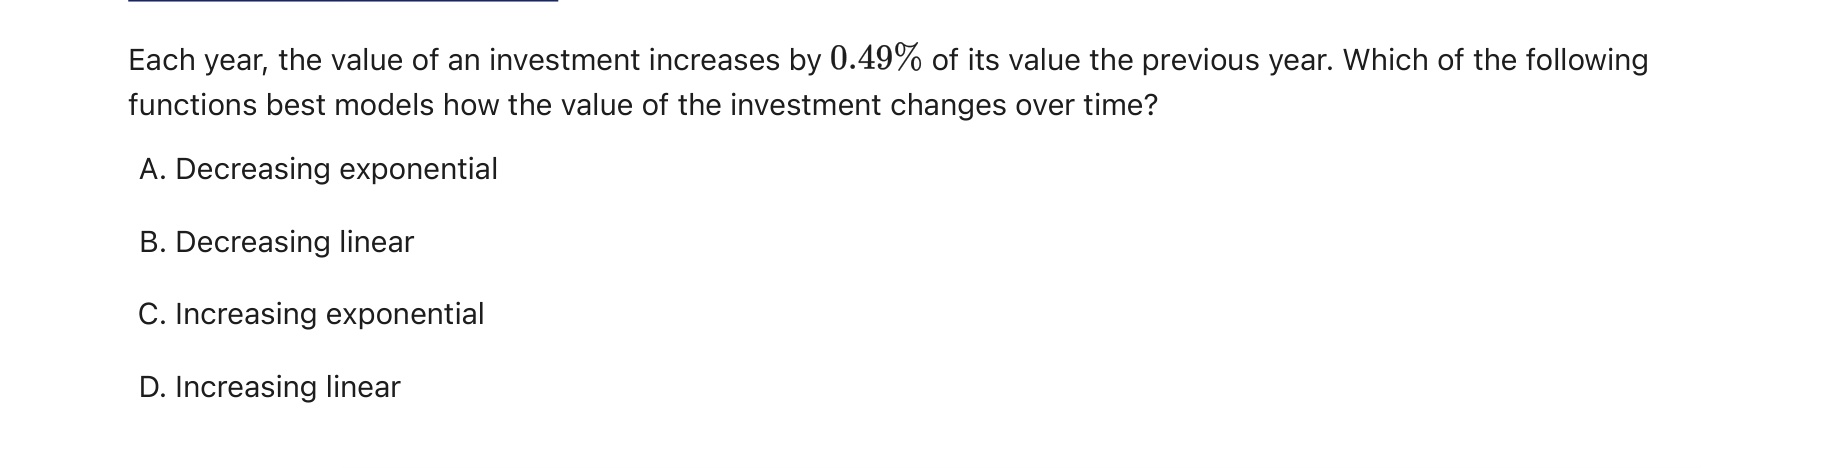 Each year, the value of an investment increases by 0.49% of its value the previous year. Which of the following
functions best models how the value of the investment changes over time?
A. Decreasing exponential
B. Decreasing linear
C. Increasing exponential
D. Increasing linear